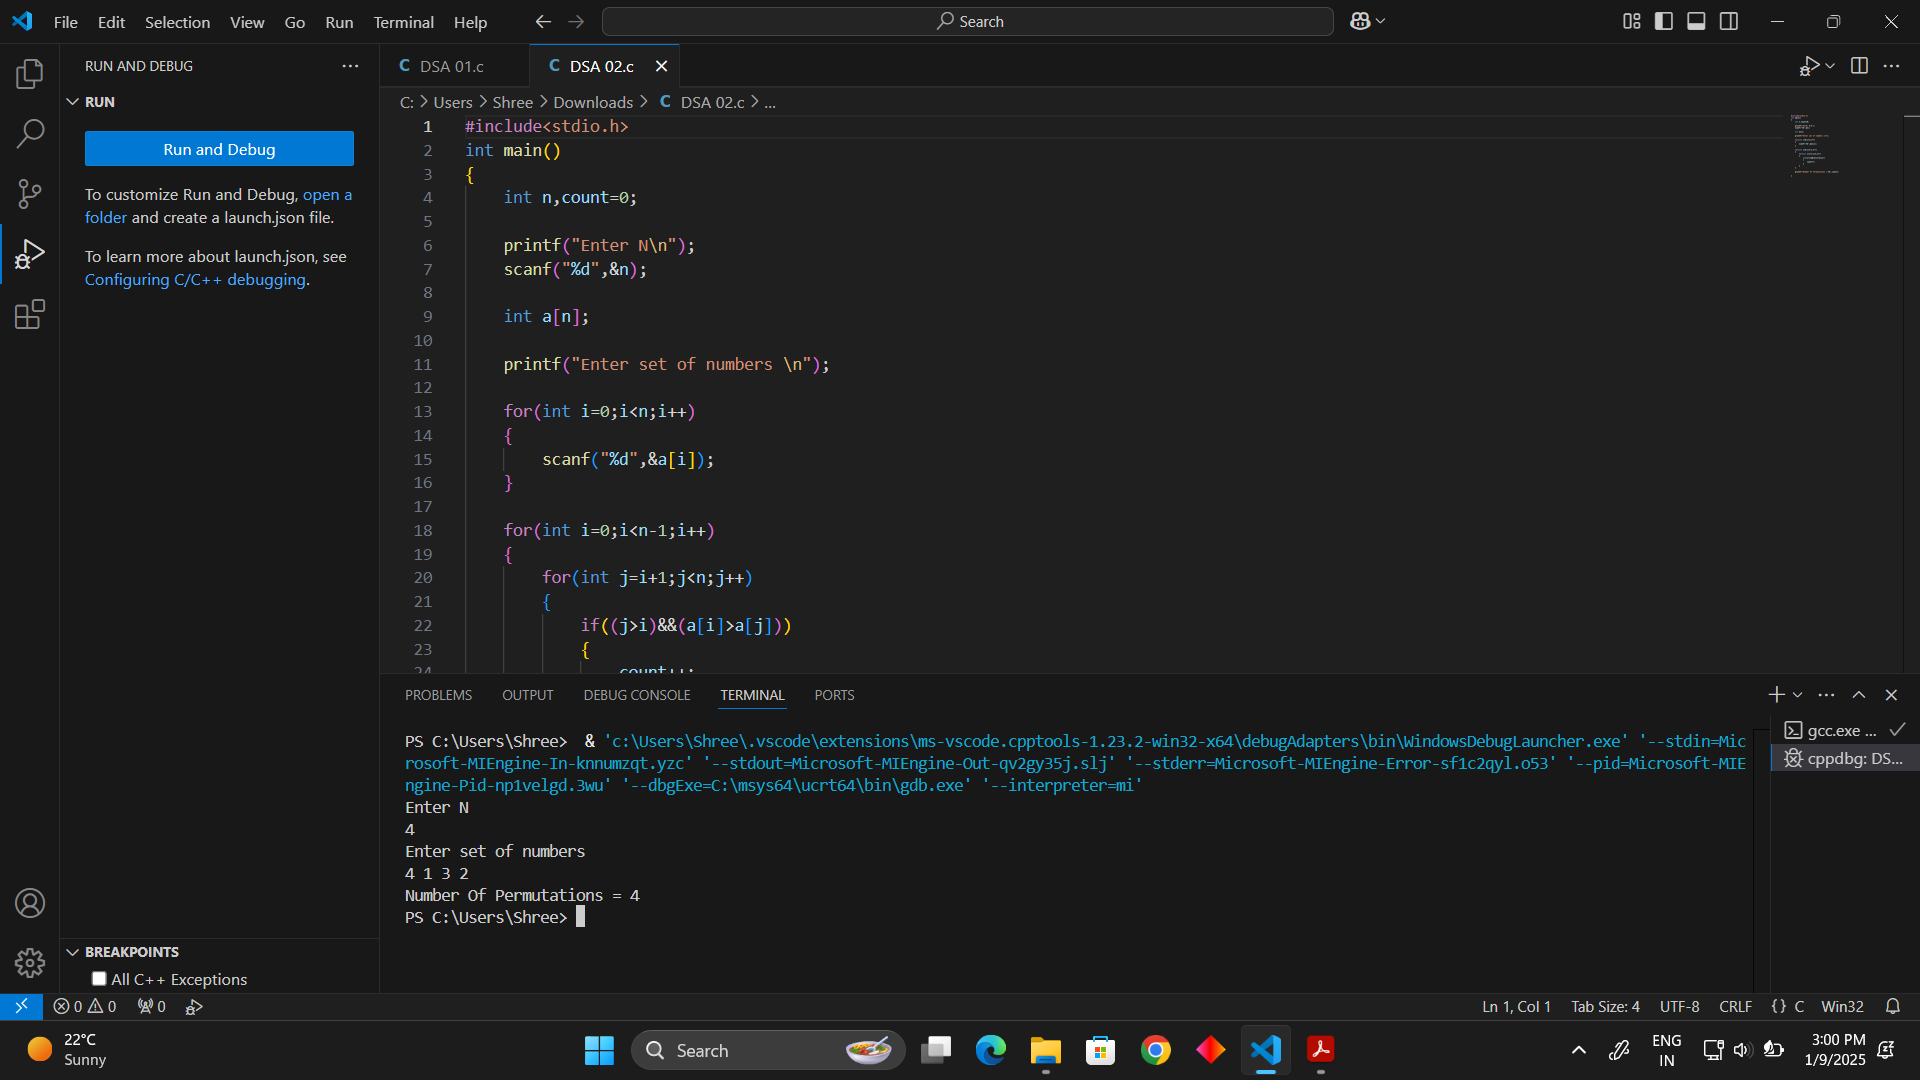 File Edit Selection View Go Run Terminal Help
Search
RUN AND DEBUG
RUN
Run and Debug
To customize Run and Debug, open a
folder and create a launch.json file.
To learn more about launch.json, see
Configuring C/C++ debugging.
BREAKPOINTS
All C++ Exceptions
DSA 01.c
DSA 02.c
C: > Users > Shree > Downloads > C DSA 02.c > ...
1 #include<stdio.h>
2 int main()
3 {
4 int n,count=0;
5
6 printf("Enter N\n");
7 scanf("%d",&n);
8
9 int a[n];
10
11 printf("Enter set of numbers \n");
12
13 for(int i=0;i<n;i++)
14 {
15 scanf("%d",&a[i]);
16 }
17
18 for(int i=0;i<n-1;i++)
19 {
20 for(int j=i+1;j<n;j++)
21 {
22 if((j>i)&&(a[i]>a[j]))
23 {
24 count++;
PROBLEMS OUTPUT DEBUG CONSOLE TERMINAL PORTS
PS C:\Users\Shree>  & 'c:\Users\Shree\.vscode\extensions\ms-vscode.cpptools-1.23.2-win32-x64\debugAdapters\bin\WindowsDebugLauncher.exe' '--stdin=Mic
rosoft-MIEngine-In-knnumzqt.yzc' '--stdout=Microsoft-MIEngine-Out-qv2gy35j.slj' '--stderr=Microsoft-MIEngine-Error-sf1c2qyl.o53' '--pid=Microsoft-MIE
ngine-Pid-np1velgd.3wu' '--dbgExe=C:\msys64\ucrt64\bin\gdb.exe' '--interpreter=mi'
Enter N
4
Enter set of numbers
4 1 3 2
Number Of Permutations = 4
PS C:\Users\Shree>
gcc.exe ...
cppdbg: DS...
0 0 0
Ln 1, Col 1 Tab Size: 4 UTF-8 CRLF {} C Win32
22°C
Sunny
Search
ENG
IN
3:00 PM
1/9/2025